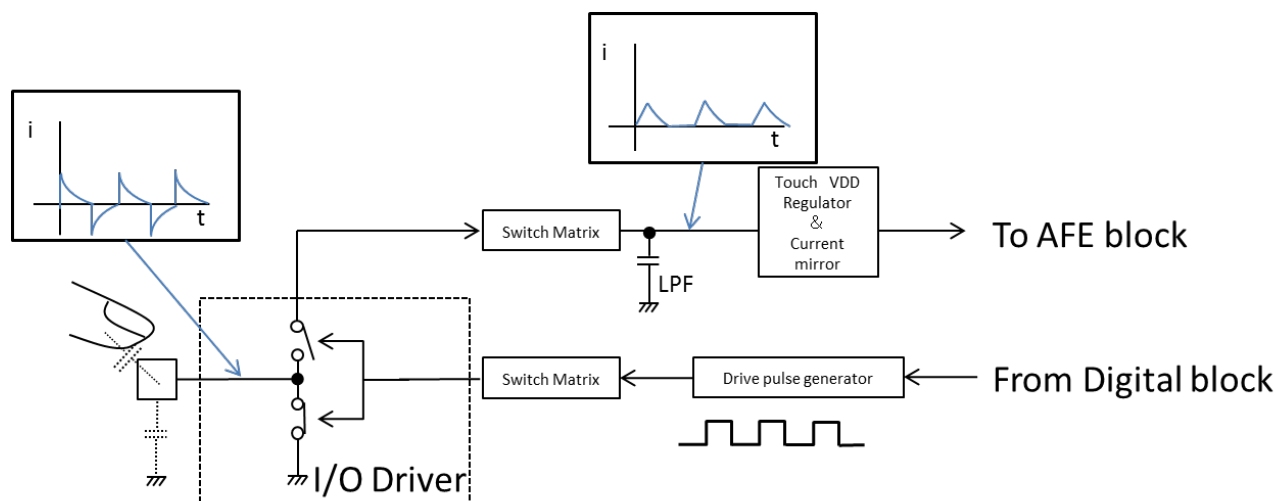 i
t
i
t
Touch VDD
Regulator
&
Current
mirror
Switch Matrix
To AFE block
LPF
Switch Matrix
Drive pulse generator
From Digital block
I/O Driver